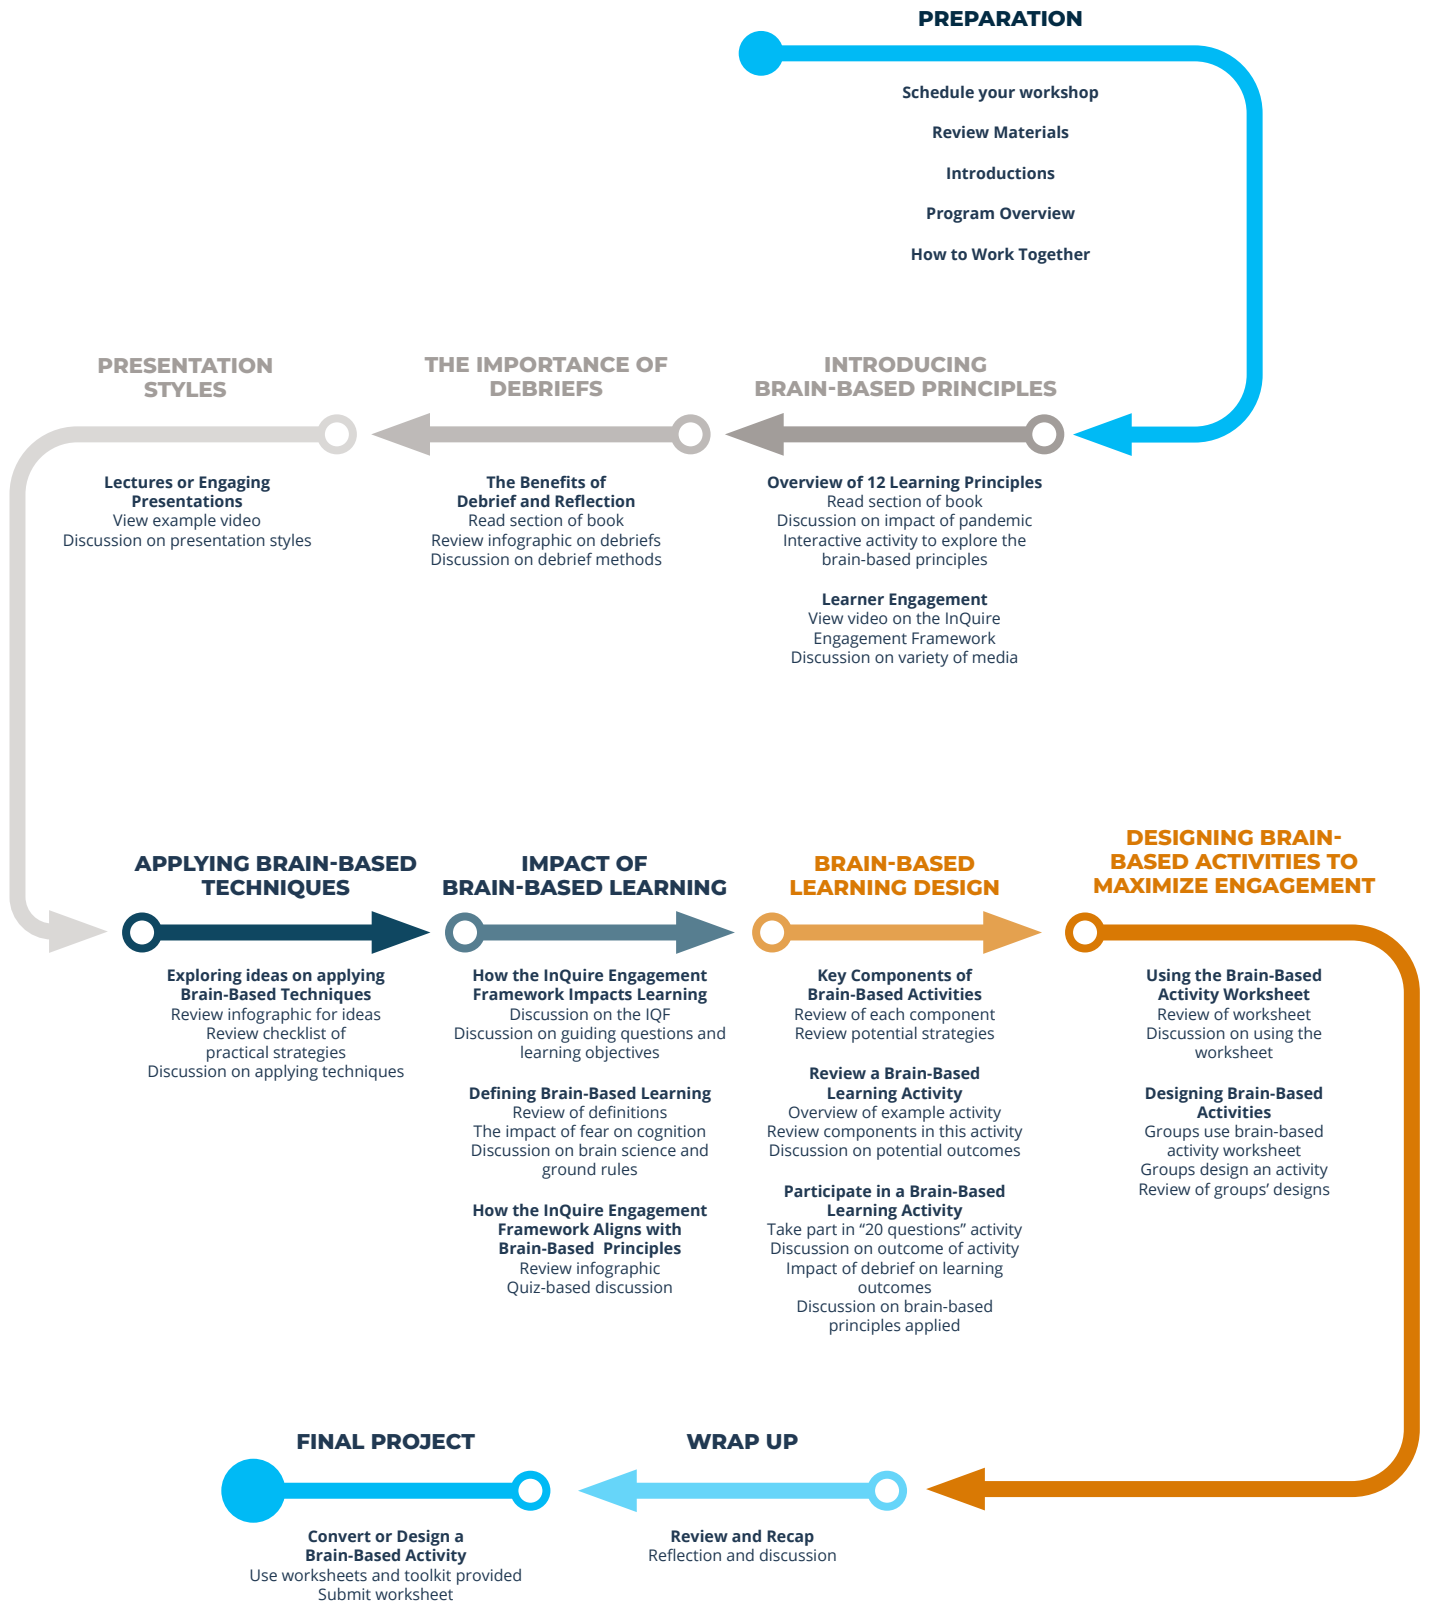 PREPARATION
Schedule your workshop
Review Materials
Introductions
Program Overview
How to Work Together
INTRODUCING
BRAIN-BASED PRINCIPLES
Overview of 12 Learning Principles
Read section of book
Discussion on impact of pandemic
Interactive activity to explore the
brain-based principles
Learner Engagement
View video on the InQuire
Engagement Framework
Discussion on variety of media
THE IMPORTANCE OF
DEBRIEFS
The Benefits of
Debrief and Reflection
Read section of book
Review infographic on debriefs
Discussion on debrief methods
PRESENTATION
STYLES
Lectures or Engaging
Presentations
View example video
Discussion on presentation styles
APPLYING BRAIN-BASED
TECHNIQUES
Exploring ideas on applying
Brain-Based Techniques
Review infographic for ideas
Review checklist of
practical strategies
Discussion on applying techniques
IMPACT OF
BRAIN-BASED LEARNING
How the InQuire Engagement
Framework Impacts Learning
Discussion on the IQF
Discussion on guiding questions and
learning objectives
Defining Brain-Based Learning
Review of definitions
The impact of fear on cognition
Discussion on brain science and
ground rules
How the InQuire Engagement
Framework Aligns with
Brain-Based Principles
Review infographic
Quiz-based discussion
BRAIN-BASED
LEARNING DESIGN
Key Components of
Brain-Based Activities
Review of each component
Review potential strategies
Review a Brain-Based
Learning Activity
Overview of example activity
Review components in this activity
Discussion on potential outcomes
Participate in a Brain-Based
Learning Activity
Take part in “20 questions” activity
Discussion on outcome of activity
Impact of debrief on learning
outcomes
Discussion on brain-based
principles applied
DESIGNING BRAIN-
BASED ACTIVITIES TO
MAXIMIZE ENGAGEMENT
Using the Brain-Based
Activity Worksheet
Review of worksheet
Discussion on using the
worksheet
Designing Brain-Based
Activities
Groups use brain-based
activity worksheet
Groups design an activity
Review of groups’ designs
WRAP UP
Review and Recap
Reflection and discussion
FINAL PROJECT
Convert or Design a
Brain-Based Activity
Use worksheets and toolkit provided
Submit worksheet